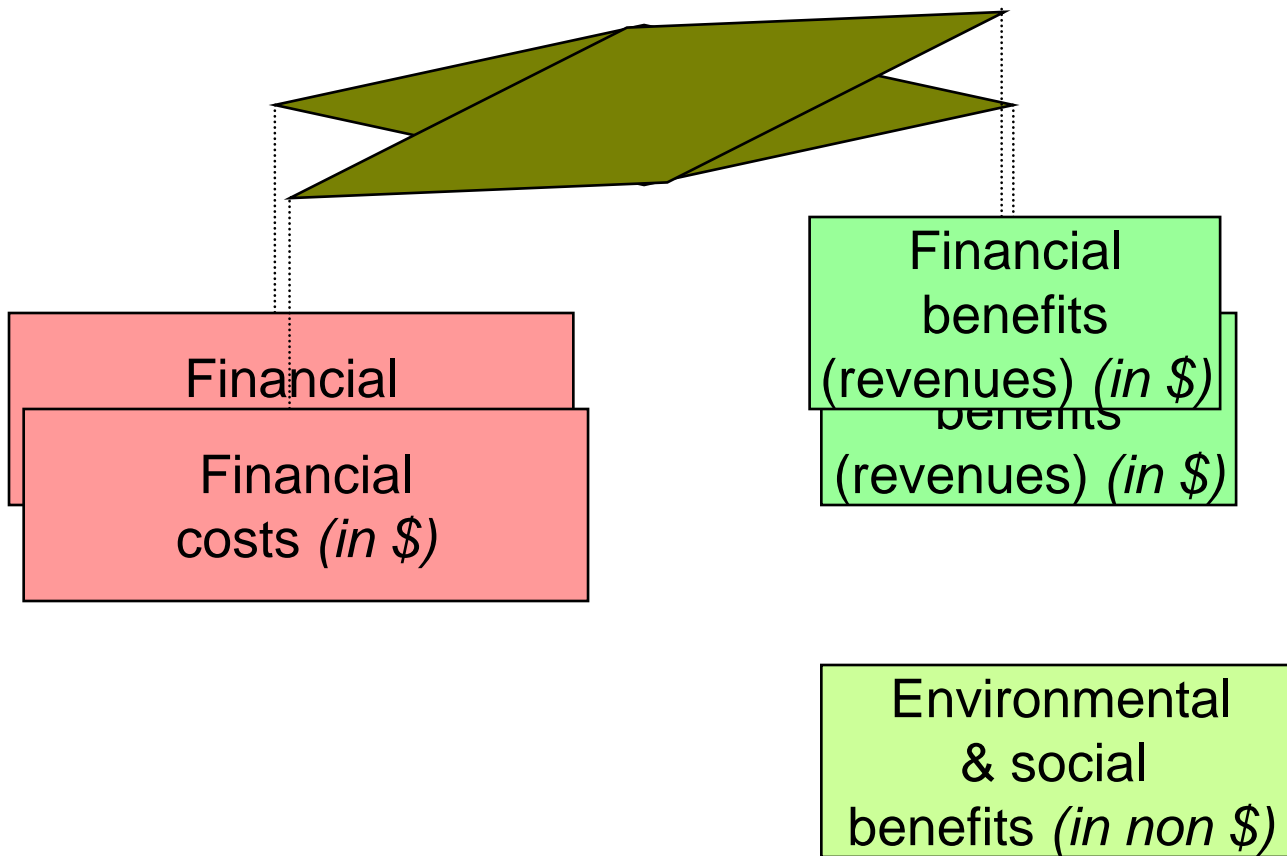 Financial
costs (in $)
Financial
Financial
benefits
(revenues) (in $)
benefits
(revenues) (in $)
Environmental
& social
benefits (in non $)